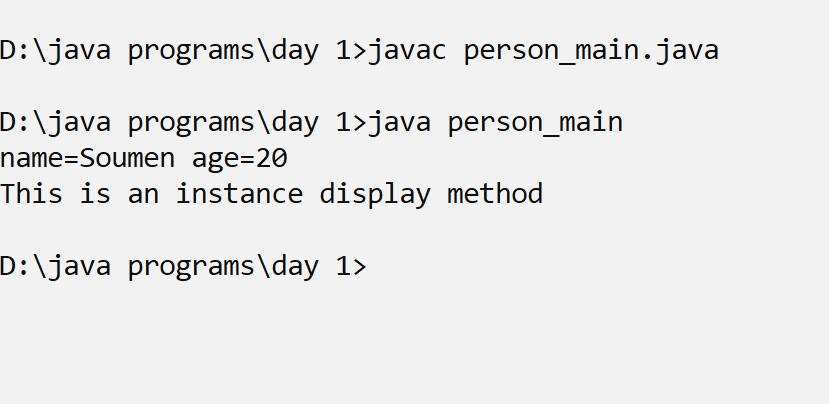 D:\java programs\day 1>javac person_main.java
D:\java programs\day 1>java person_main
name=Soumen age=20
This is an instance display method
D:\java programs\day 1>